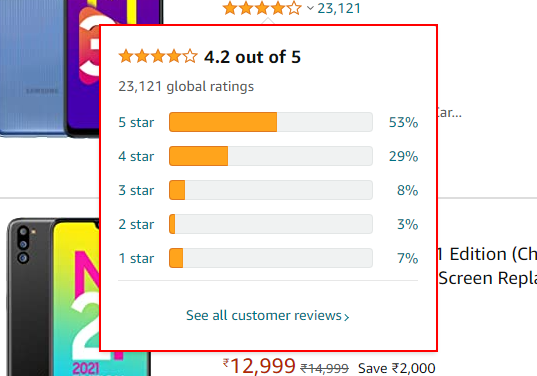 23,121
4.2 out of 5
23,121 global ratings
5 star 53%
4 star 29%
3 star 8%
2 star 3%
1 star 7%
See all customer reviews ›
SAMSUNG
Car...
1 Edition (Ch
Screen Repla
2021
₹12,999 ₹14,999 Save ₹2,000